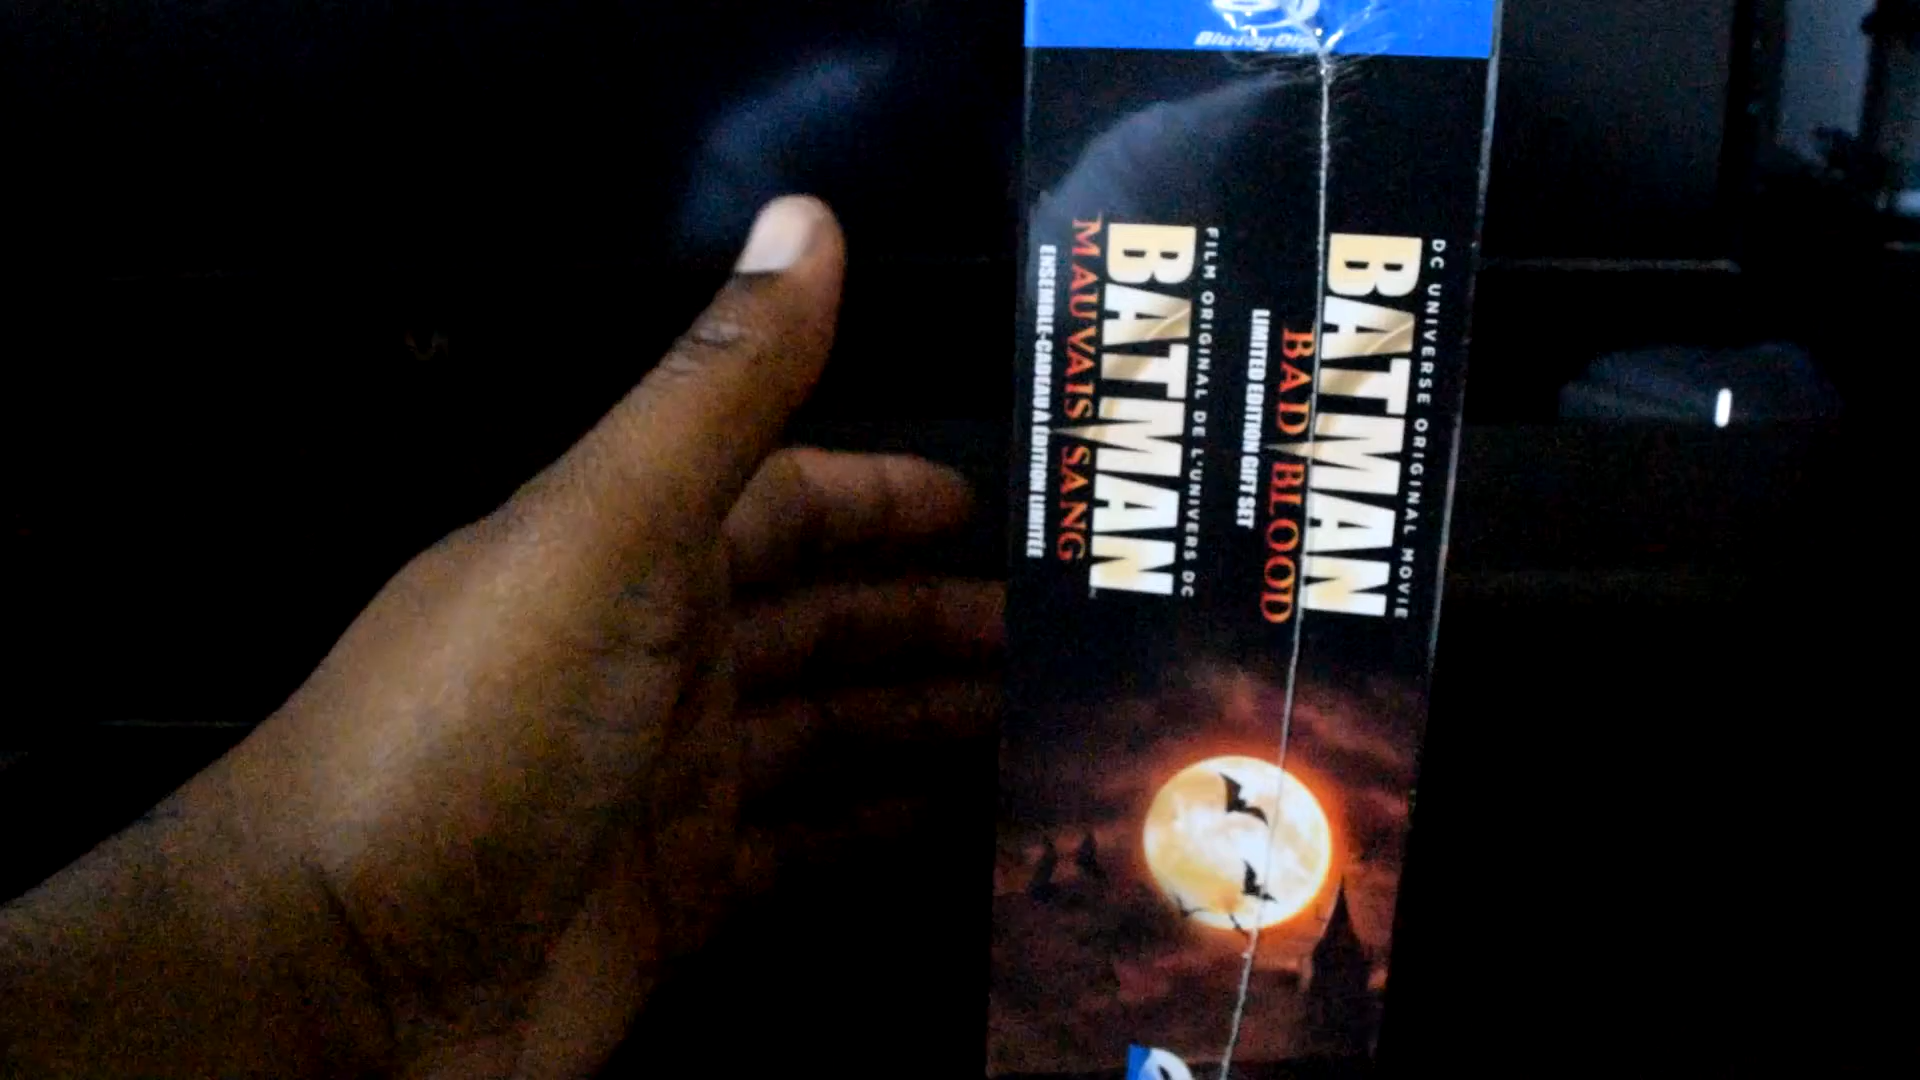 Blu-ray Disc
DC UNIVERSE ORIGINAL MOVIE
BATMAN
BAD BLOOD
LIMITED EDITION GIFT SET
FILM ORIGINAL DE L'UNIVERS DC
BATMAN
MAUVAIS SANG
ENSEMBLE-CADEAU À ÉDITION LIMITÉE